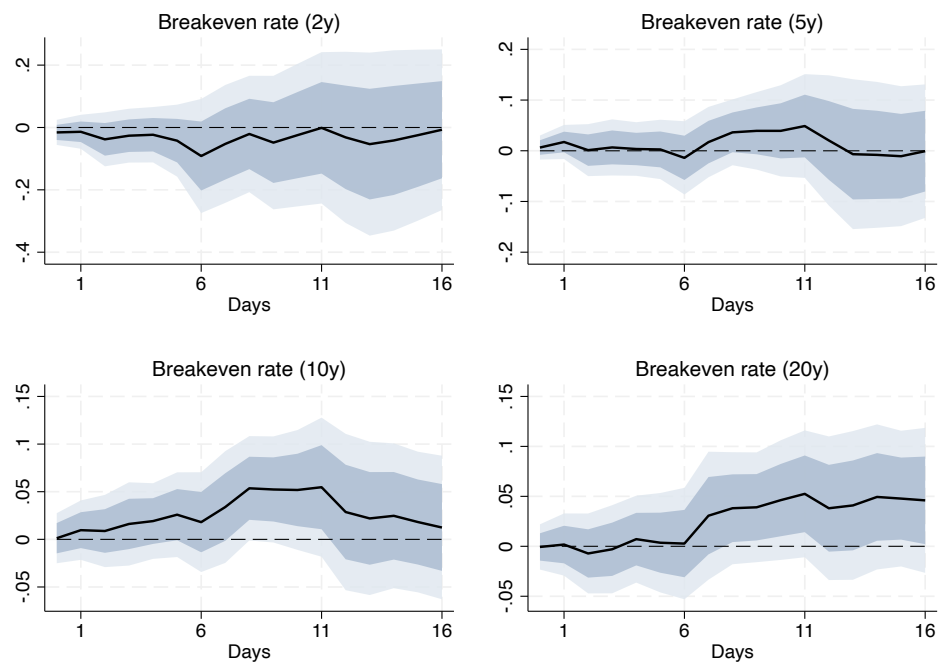 Breakeven rate (2y)
.2
0
-.2
-.4
1 6 11 16
Days
Breakeven rate (5y)
.2
.1
0
-.1
-.2
1 6 11 16
Days
Breakeven rate (10y)
.15
.1
.05
0
-.05
1 6 11 16
Days
Breakeven rate (20y)
.15
.1
.05
0
-.05
1 6 11 16
Days